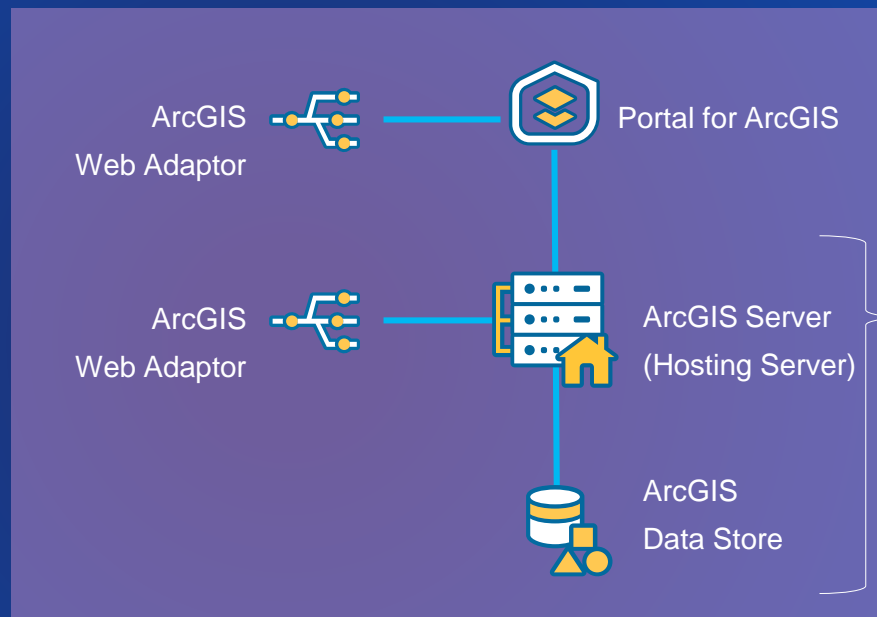 ArcGIS
Web Adaptor
Portal for ArcGIS
ArcGIS
Web Adaptor
ArcGIS Server
(Hosting Server)
ArcGIS
Data Store